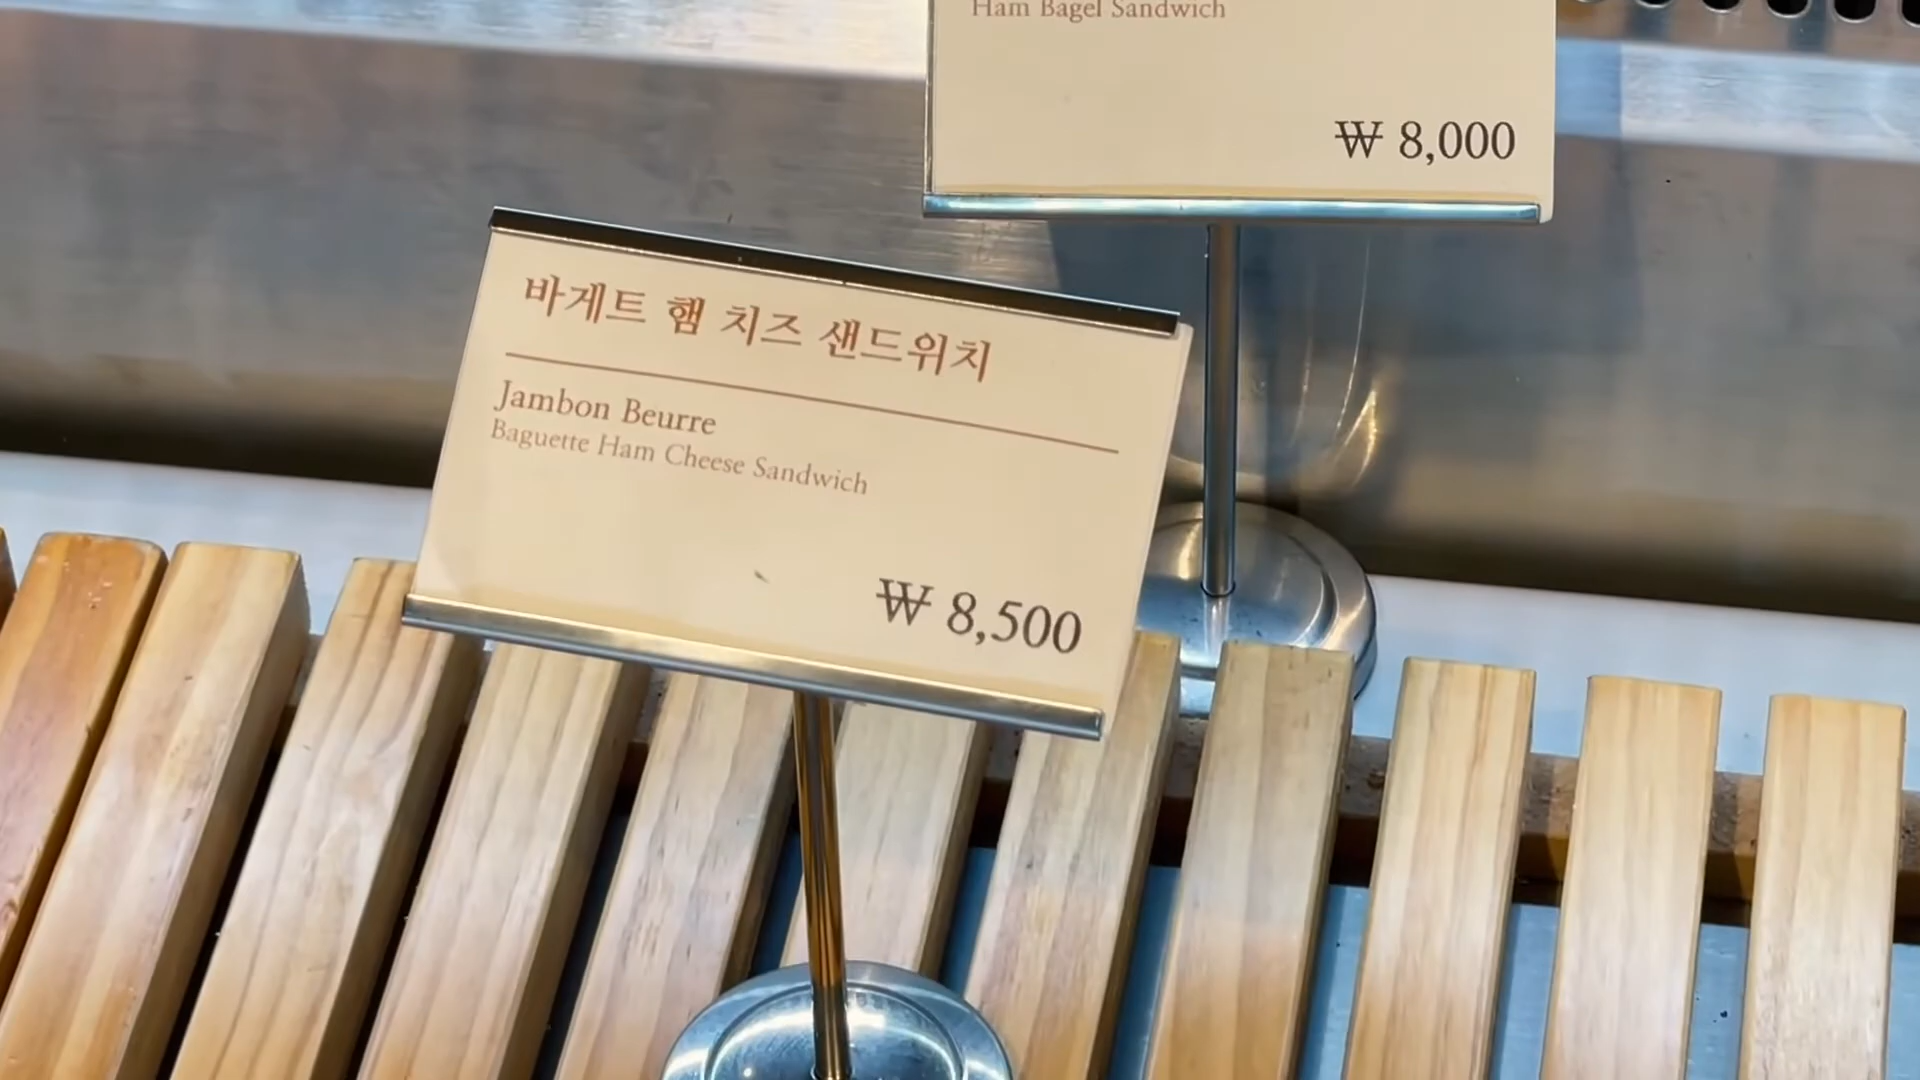 Ham Bagel Sandwich
₩ 8,000
바게트 햄 치즈 샌드위치
Jambon Beurre
Baguette Ham Cheese Sandwich
₩ 8,500